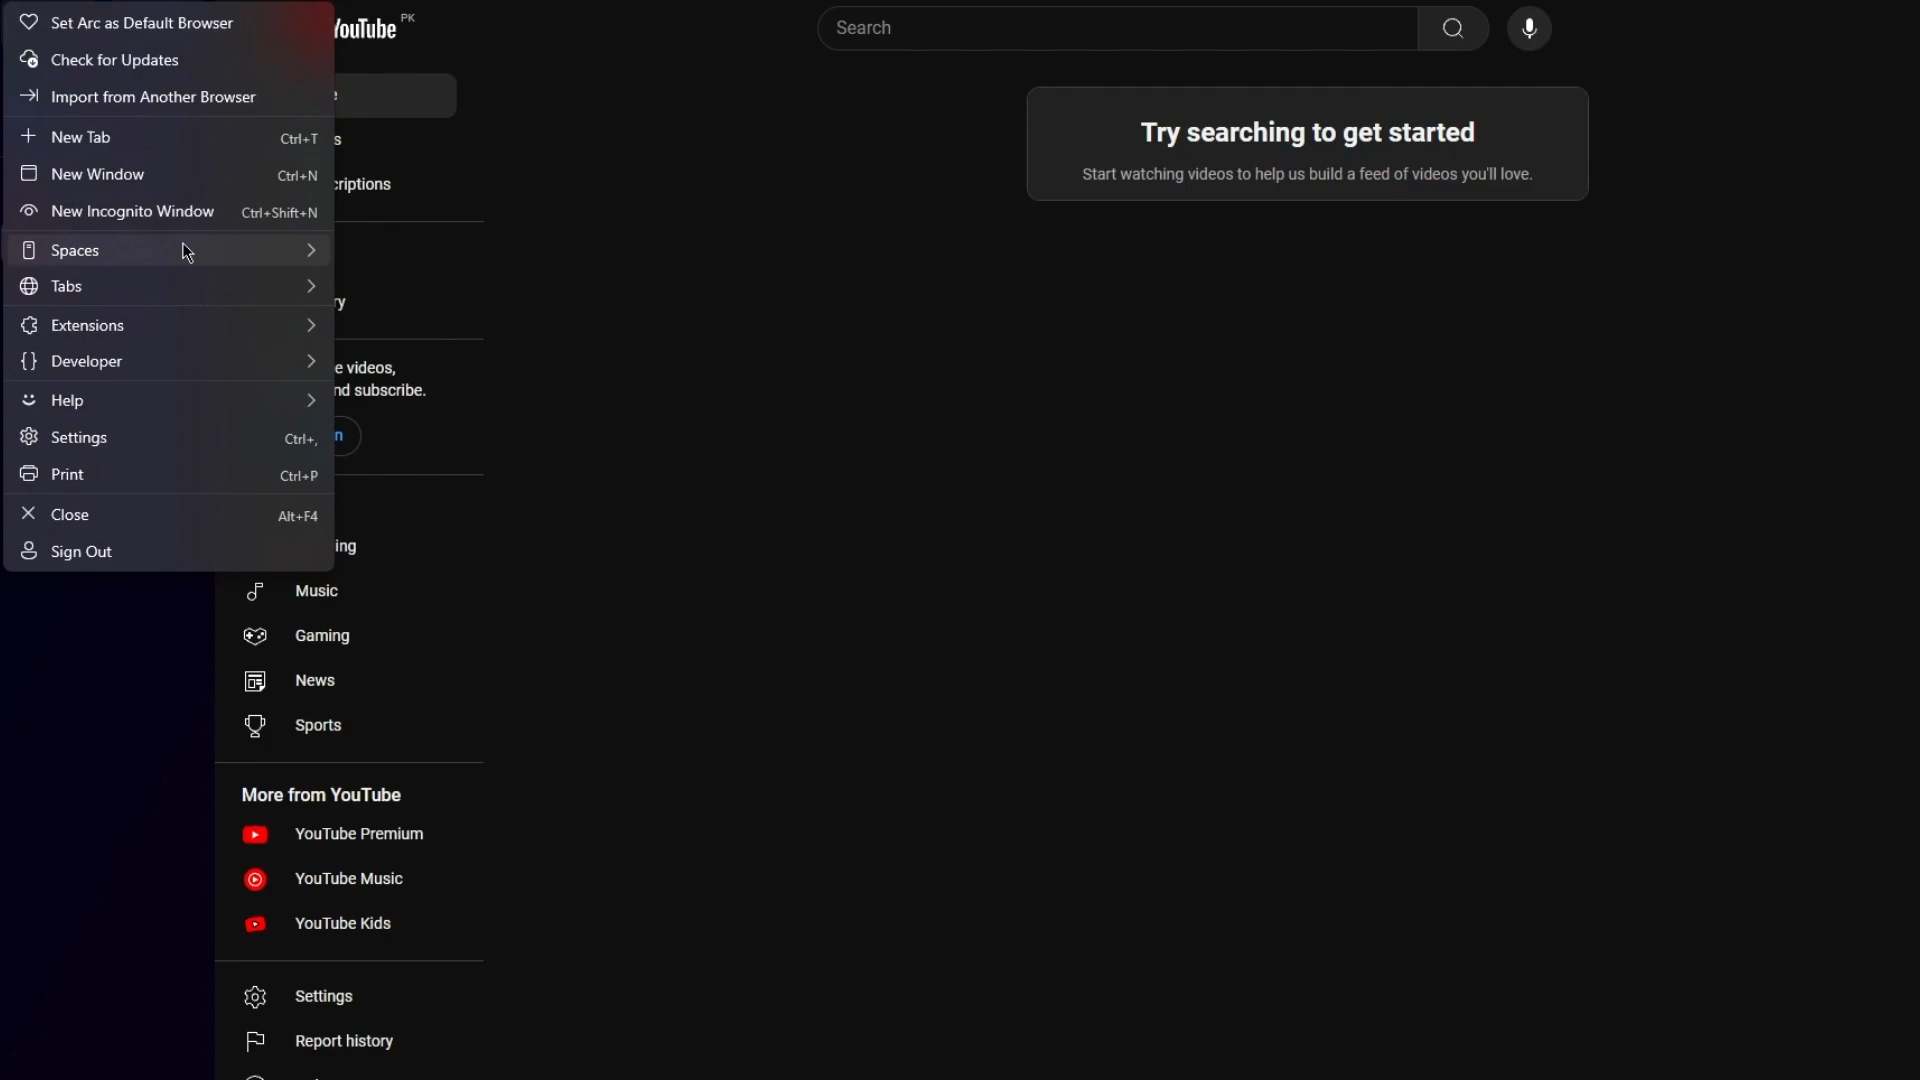 Set Arc as Default Browser
Check for Updates
Import from Another Browser
New Tab Ctrl+T
New Window Ctrl+N
New Incognito Window Ctrl+Shift+N
Spaces
Tabs
Extensions
Developer
Help
Settings Ctrl+,
Print Ctrl+P
Close Alt+F4
Sign Out
YouTube PK
Search
Try searching to get started
Start watching videos to help us build a feed of videos you'll love.
e
s
criptions
ry
e videos,
nd subscribe.
n
ing
Music
Gaming
News
Sports
More from YouTube
YouTube Premium
YouTube Music
YouTube Kids
Settings
Report history